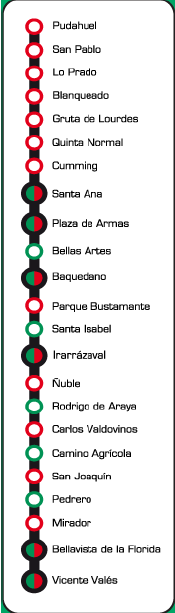 Pudahuel
San Pablo
Lo Prado
Blanqueado
Gruta de Lourdes
Quinta Normal
Cumming
Santa Ana
Plaza de Armas
Bellas Artes
Baquedano
Parque Bustamante
Santa Isabel
Irarrázaval
Ñuble
Rodrigo de Araya
Carlos Valdovinos
Camino Agrícola
San Joaquín
Pedrero
Mirador
Bellavista de la Florida
Vicente Valés